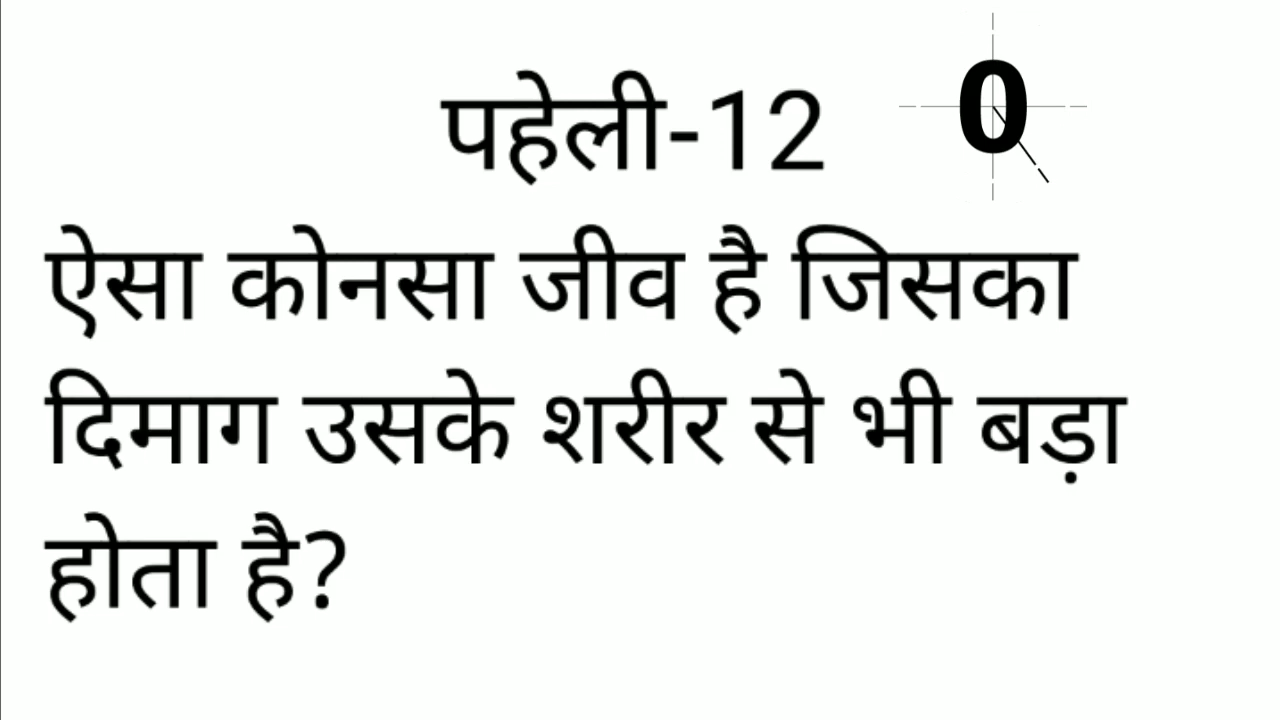 पहेली-12
0
ऐसा कोनसा जीव है जिसका
दिमाग उसके शरीर से भी बड़ा
होता है?